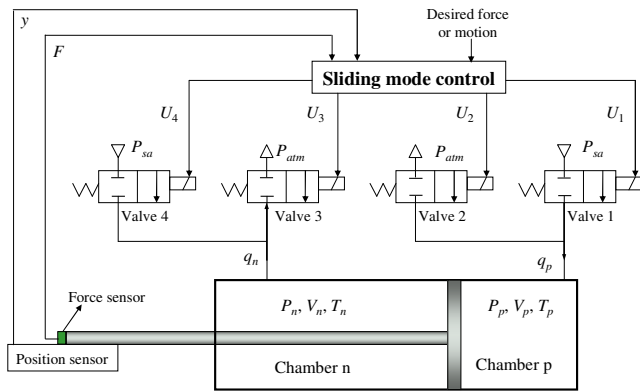 y
F
Desired force
or motion
Sliding mode control
U4
U3
U2
U1
Psa
Patm
Patm
Psa
Valve 4
Valve 3
Valve 2
Valve 1
qn
qp
Force sensor
Pn, Vn, Tn
Pp, Vp, Tp
Position sensor
Chamber n
Chamber p